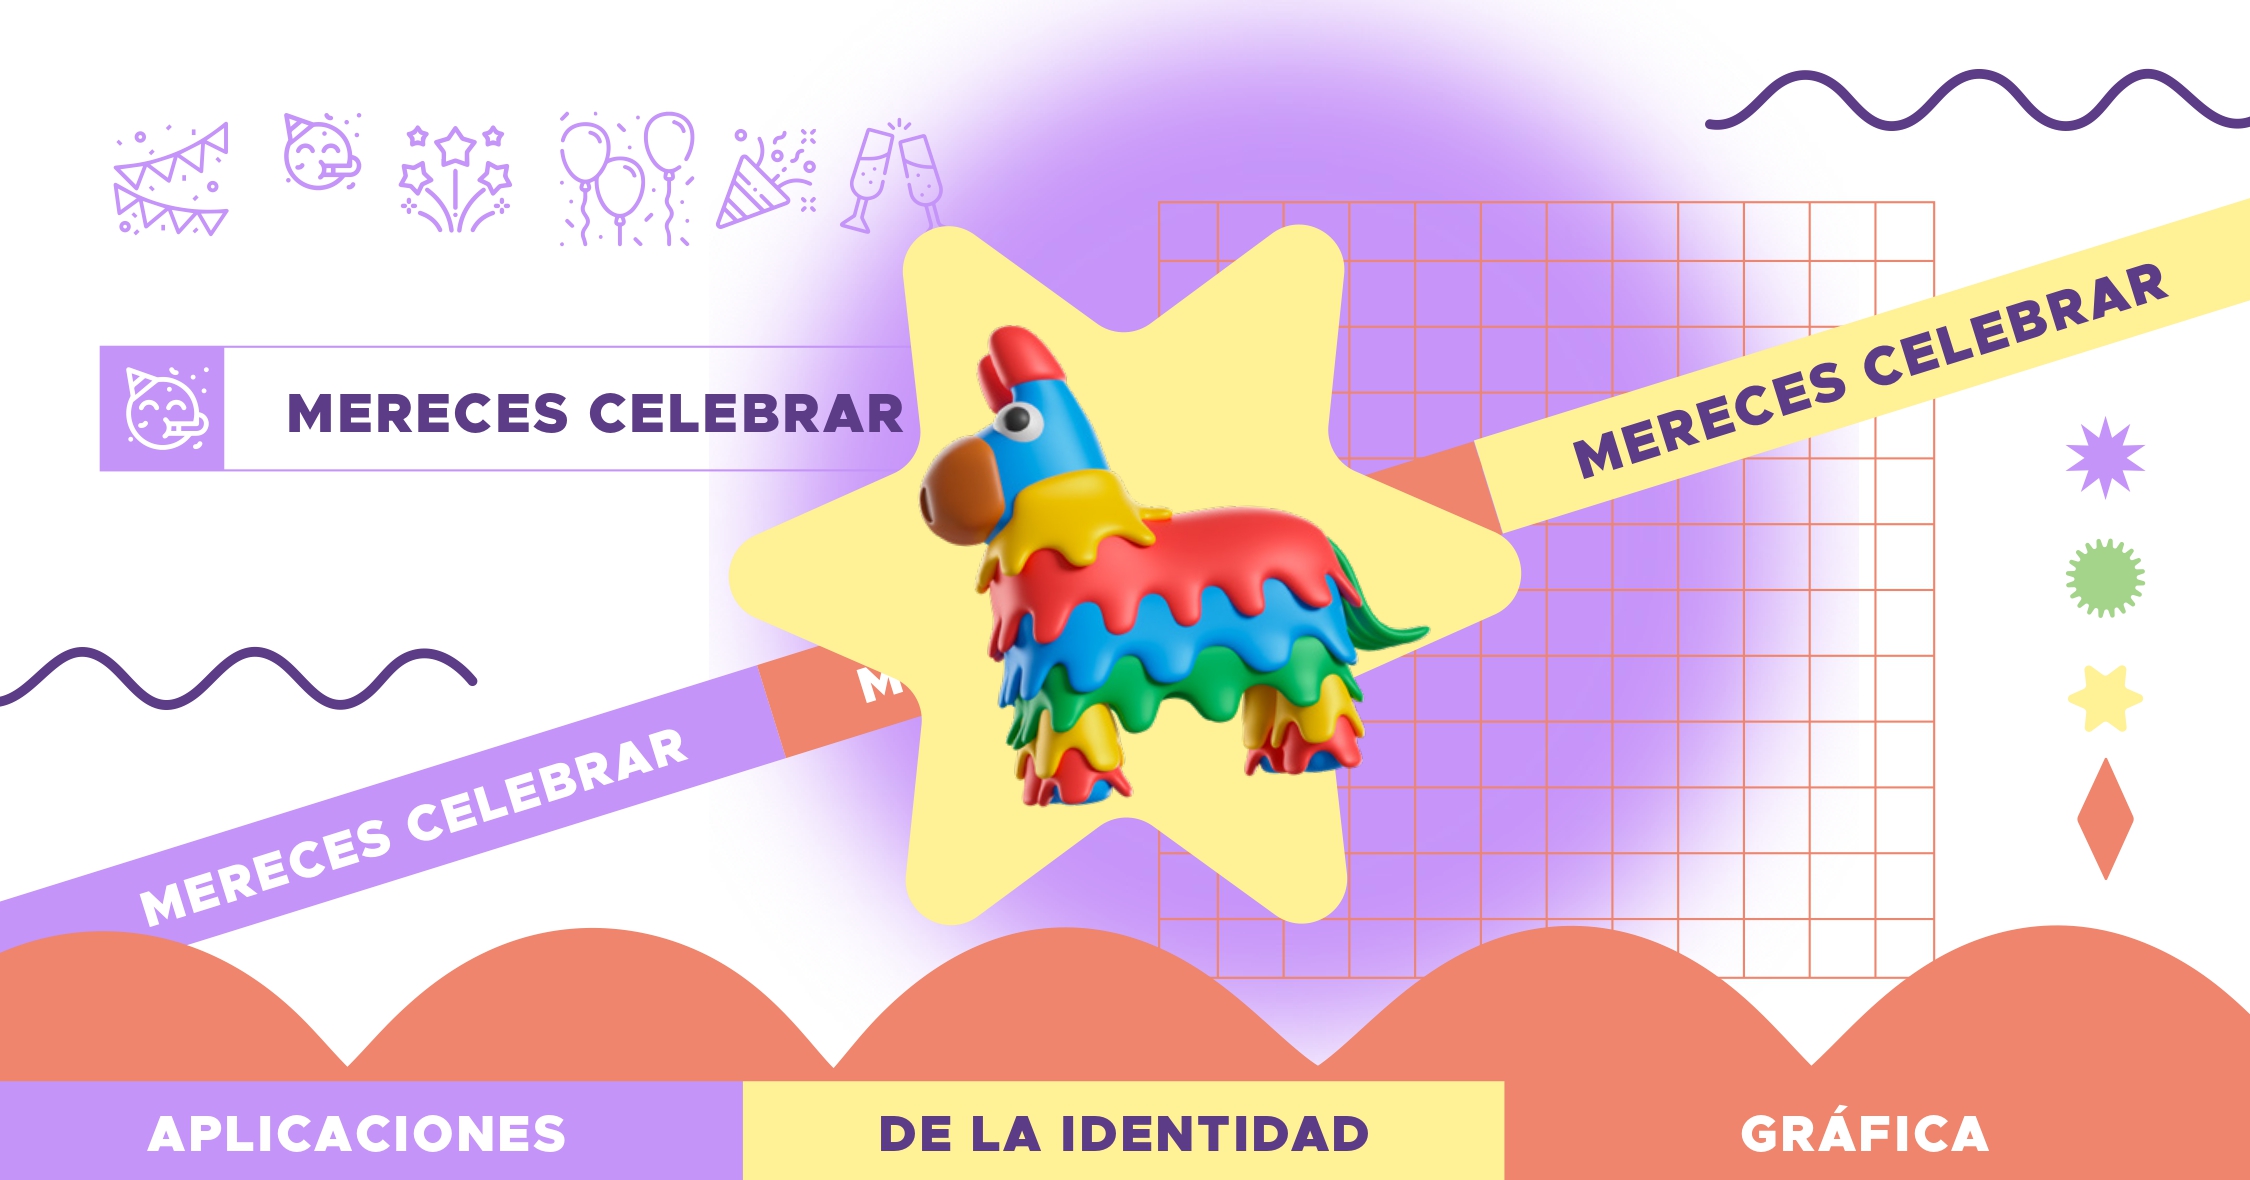 MERECES CELEBRAR
MERECES CELEBRAR
MERECES CELEBRAR
M
APLICACIONES
DE LA IDENTIDAD
GRÁFICA